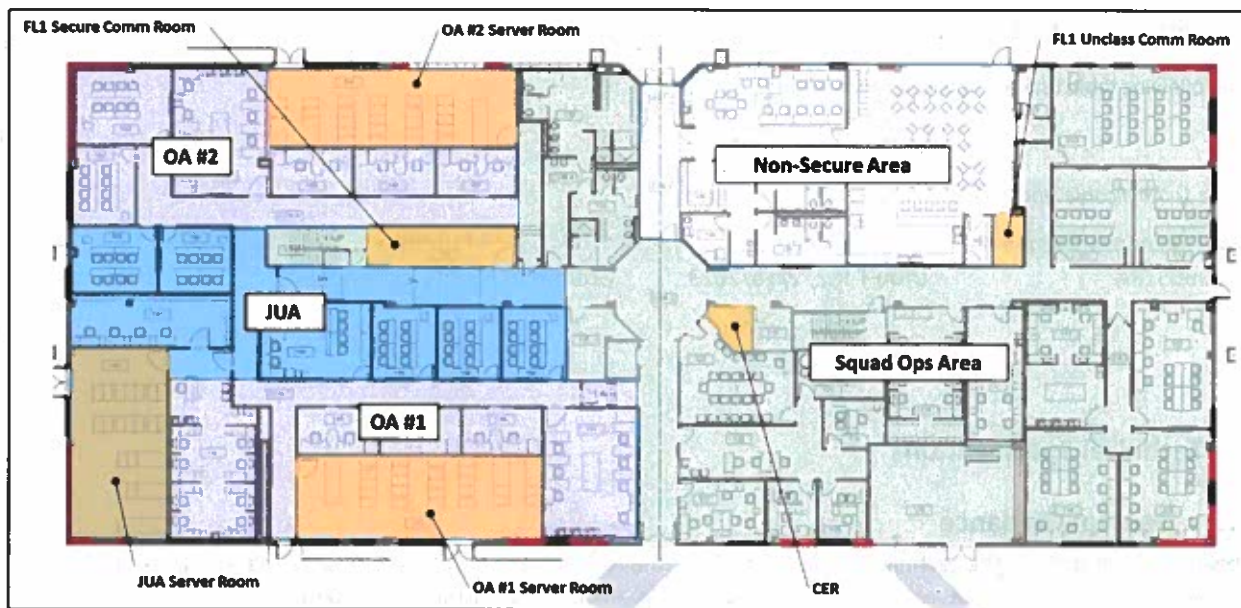 FL1 Secure Comm Room
OA #2 Server Room
FL1 Unclass Comm Room
OA #2
Non-Secure Area
JUA
Squad Ops Area
OA #1
JUA Server Room
OA #1 Server Room
CER